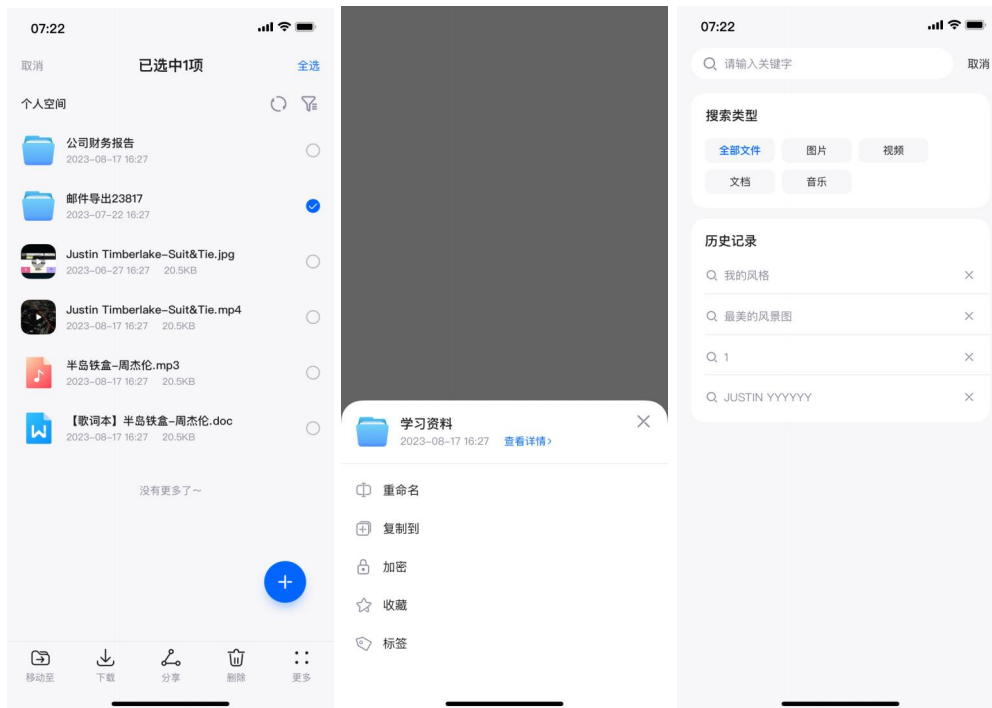 07:22
取消
已选中1项
全选
个人空间
公司财务报告
2023-08-17 16:27
邮件导出23817
2023-07-22 16:27
Justin Timberlake-Suit&Tie.jpg
2023-06-27 16:27 20.5KB
Justin Timberlake-Suit&Tie.mp4
2023-08-17 16:27 20.5KB
半岛铁盒-周杰伦.mp3
2023-08-17 16:27 20.5KB
【歌词本】半岛铁盒-周杰伦.doc
2023-08-17 16:27 20.5KB
没有更多了~
移动至
下载
分享
删除
更多
学习资料
2023-08-17 16:27 查看详情>
重命名
复制到
加密
收藏
标签
07:22
请输入关键字
取消
搜索类型
全部文件
图片
视频
文档
音乐
历史记录
我的风格
最美的风景图
1
JUSTIN YYYYYY